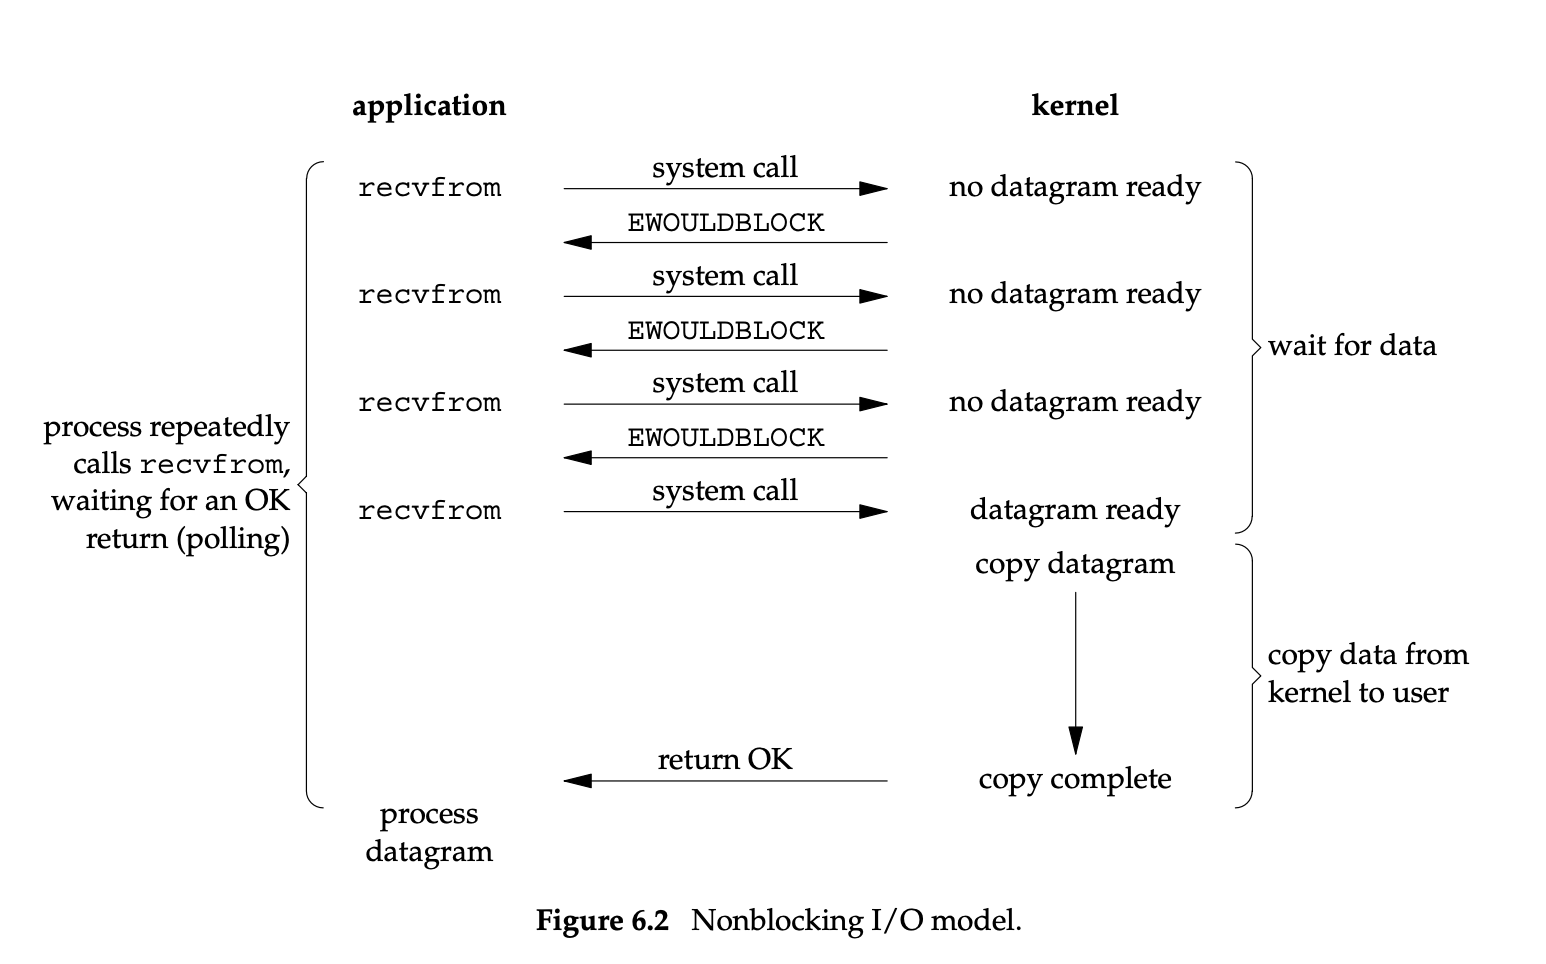 application
kernel
recvfrom
system call
no datagram ready
EWOULDBLOCK
recvfrom
system call
no datagram ready
EWOULDBLOCK
wait for data
recvfrom
system call
no datagram ready
EWOULDBLOCK
process repeatedly
calls recvfrom,
waiting for an OK
return (polling)
recvfrom
system call
datagram ready
copy datagram
copy data from
kernel to user
return OK
copy complete
process
datagram
Figure 6.2 Nonblocking I/O model.